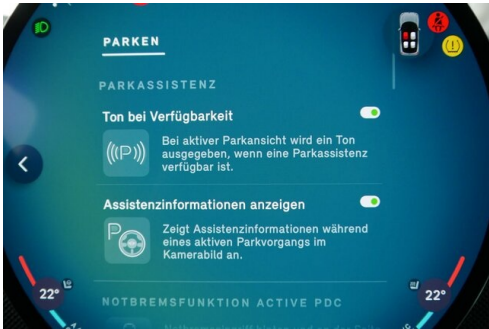 PARKEN
PARKASSISTENZ
Ton bei Verfügbarkeit
((P))
Bei aktiver Parkansicht wird ein Ton
ausgegeben, wenn eine Parkassistenz
verfügbar ist.
Assistenzinformationen anzeigen
P
Zeigt Assistenzinformationen während
eines aktiven Parkvorgangs im
Kamerabild an.
22°
22°
NOTBREMSFUNKTION ACTIVE PDC